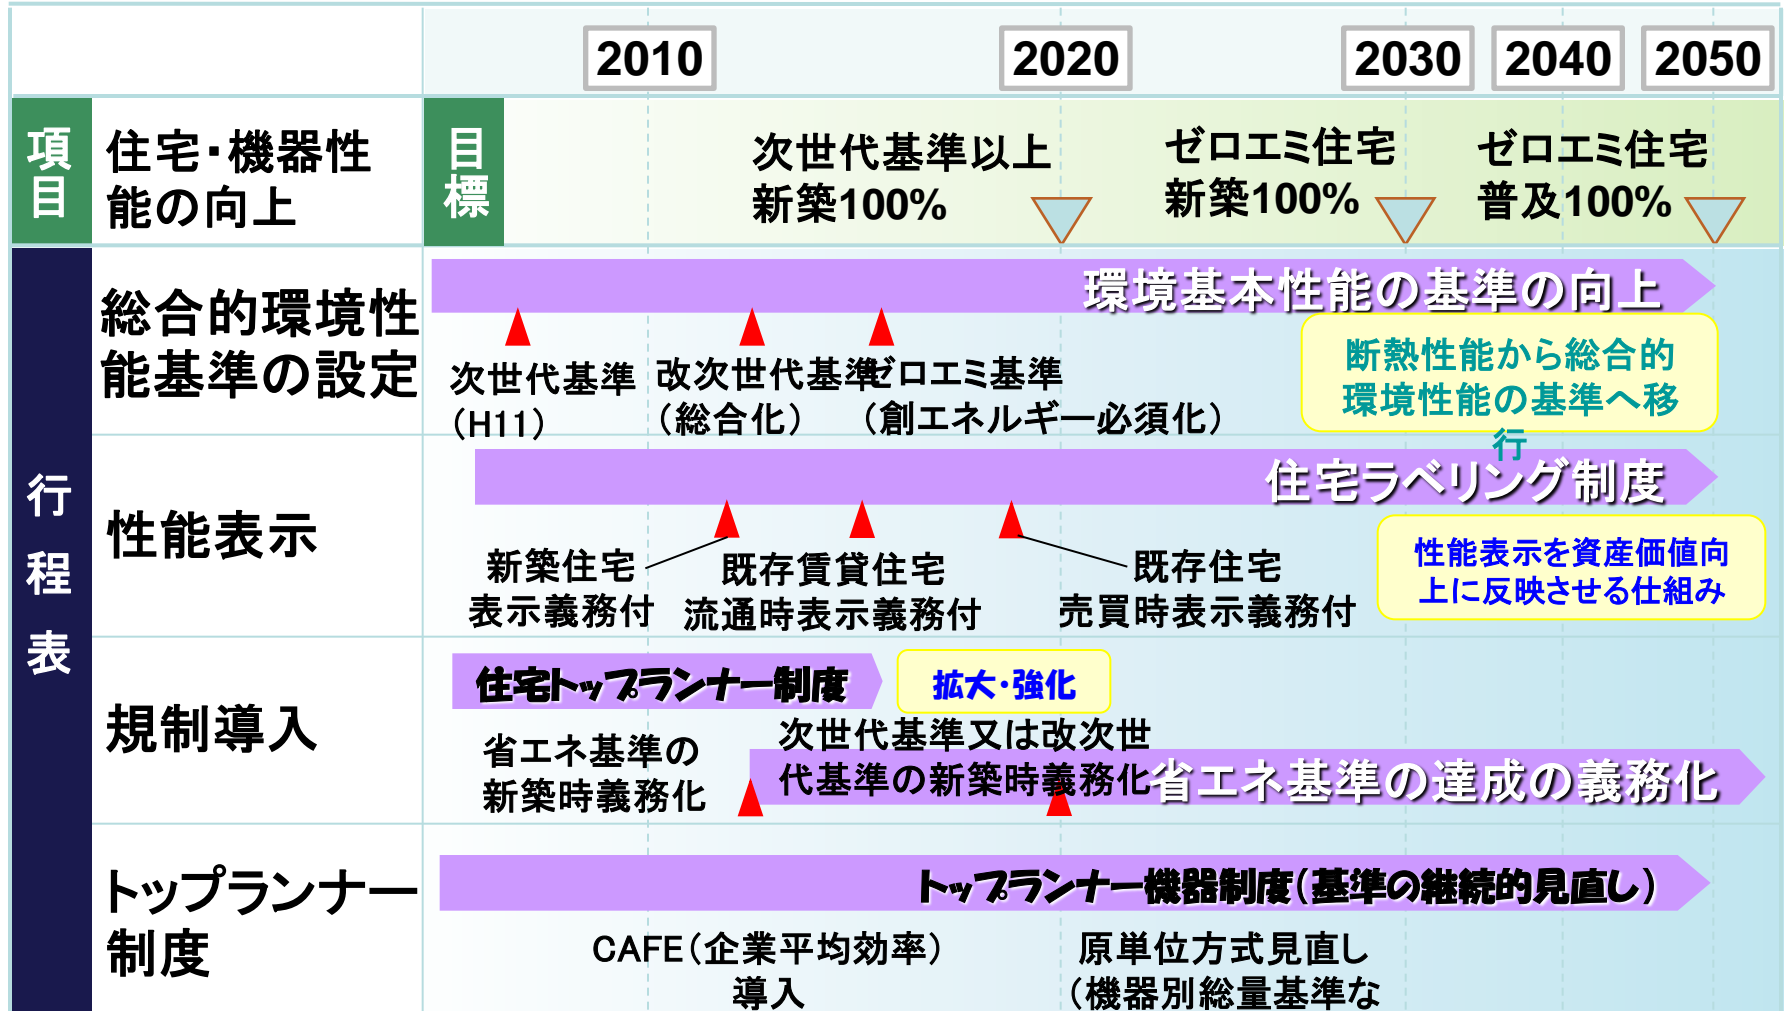 2010
2020
2030
2040
2050
項目
住宅・機器性
能の向上
目標
次世代基準以上
新築100%
ゼロエミ住宅
新築100%
ゼロエミ住宅
普及100%
行程表
総合的環境性
能基準の設定
環境基本性能の基準の向上
次世代基準
(H11)
改次世代基準
(総合化)
ゼロエミ基準
(創エネルギー必須化)
断熱性能から総合的
環境性能の基準へ移
行
性能表示
住宅ラベリング制度
新築住宅
表示義務付
既存賃貸住宅
流通時表示義務付
既存住宅
売買時表示義務付
性能表示を資産価値向
上に反映させる仕組み
規制導入
住宅トップランナー制度
拡大・強化
省エネ基準の
新築時義務化
次世代基準又は改次世
代基準の新築時義務化
省エネ基準の達成の義務化
トップランナー
制度
トップランナー機器制度(基準の継続的見直し)
CAFE(企業平均効率)
導入
原単位方式見直し
(機器別総量基準な